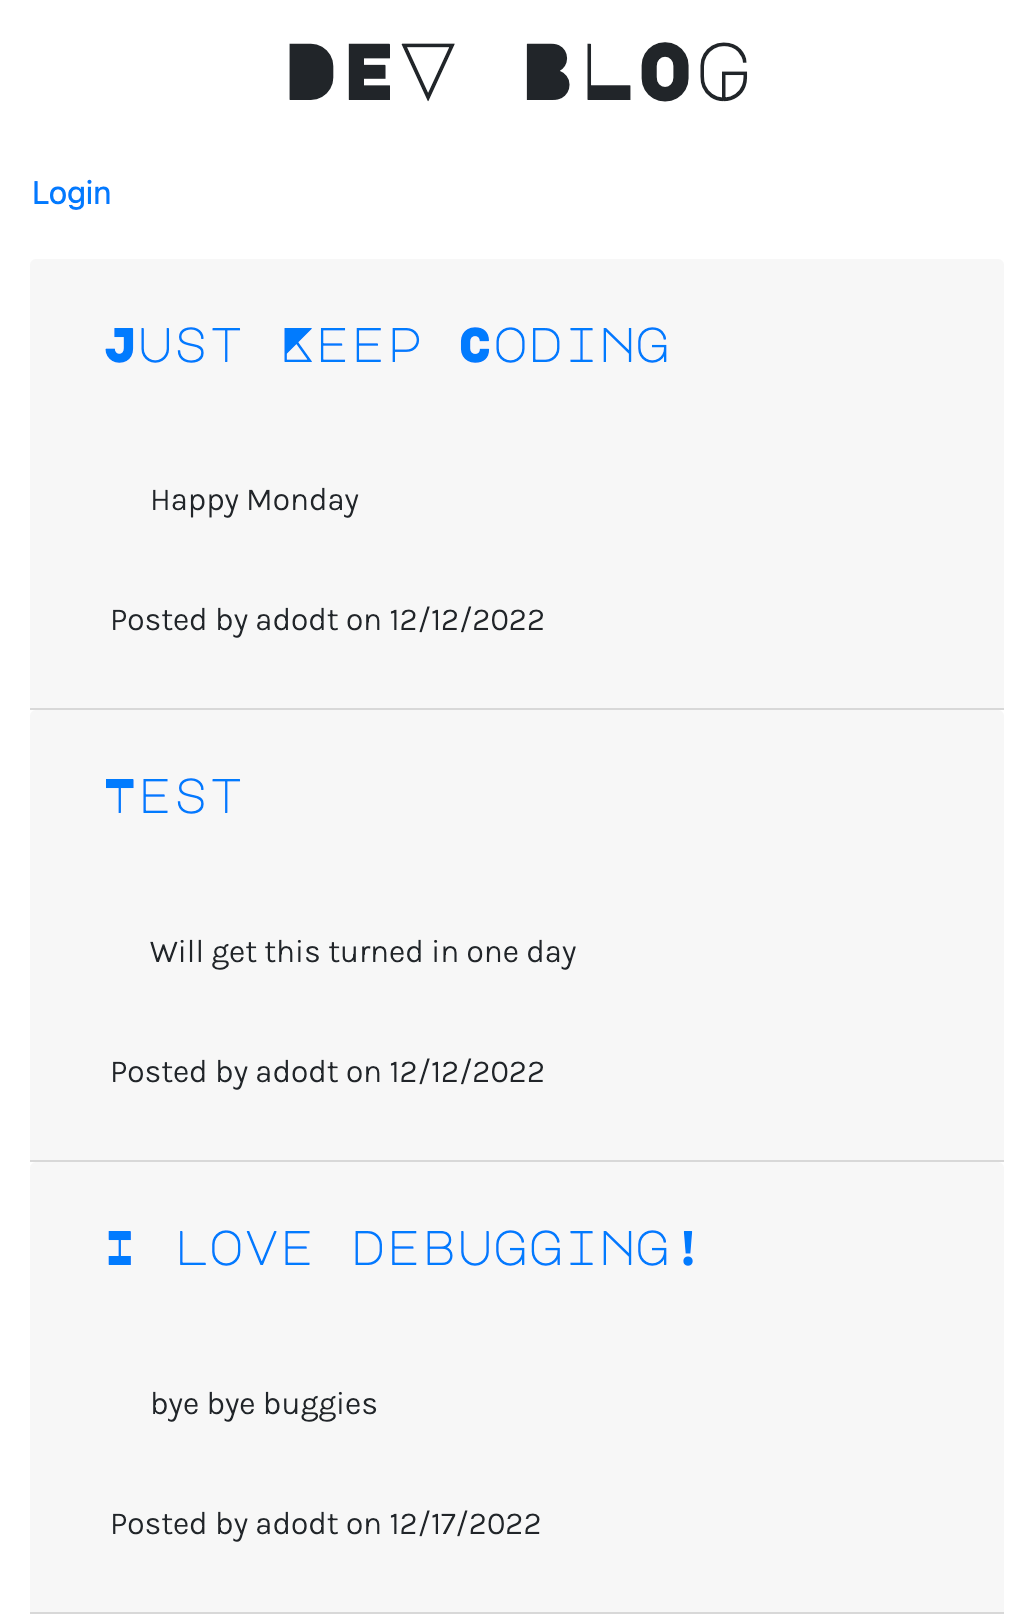 DEV BLOG
Login
Just Keep Coding
Happy Monday
Posted by adodt on 12/12/2022
Test
Will get this turned in one day
Posted by adodt on 12/12/2022
I love debugging!
bye bye buggies
Posted by adodt on 12/17/2022